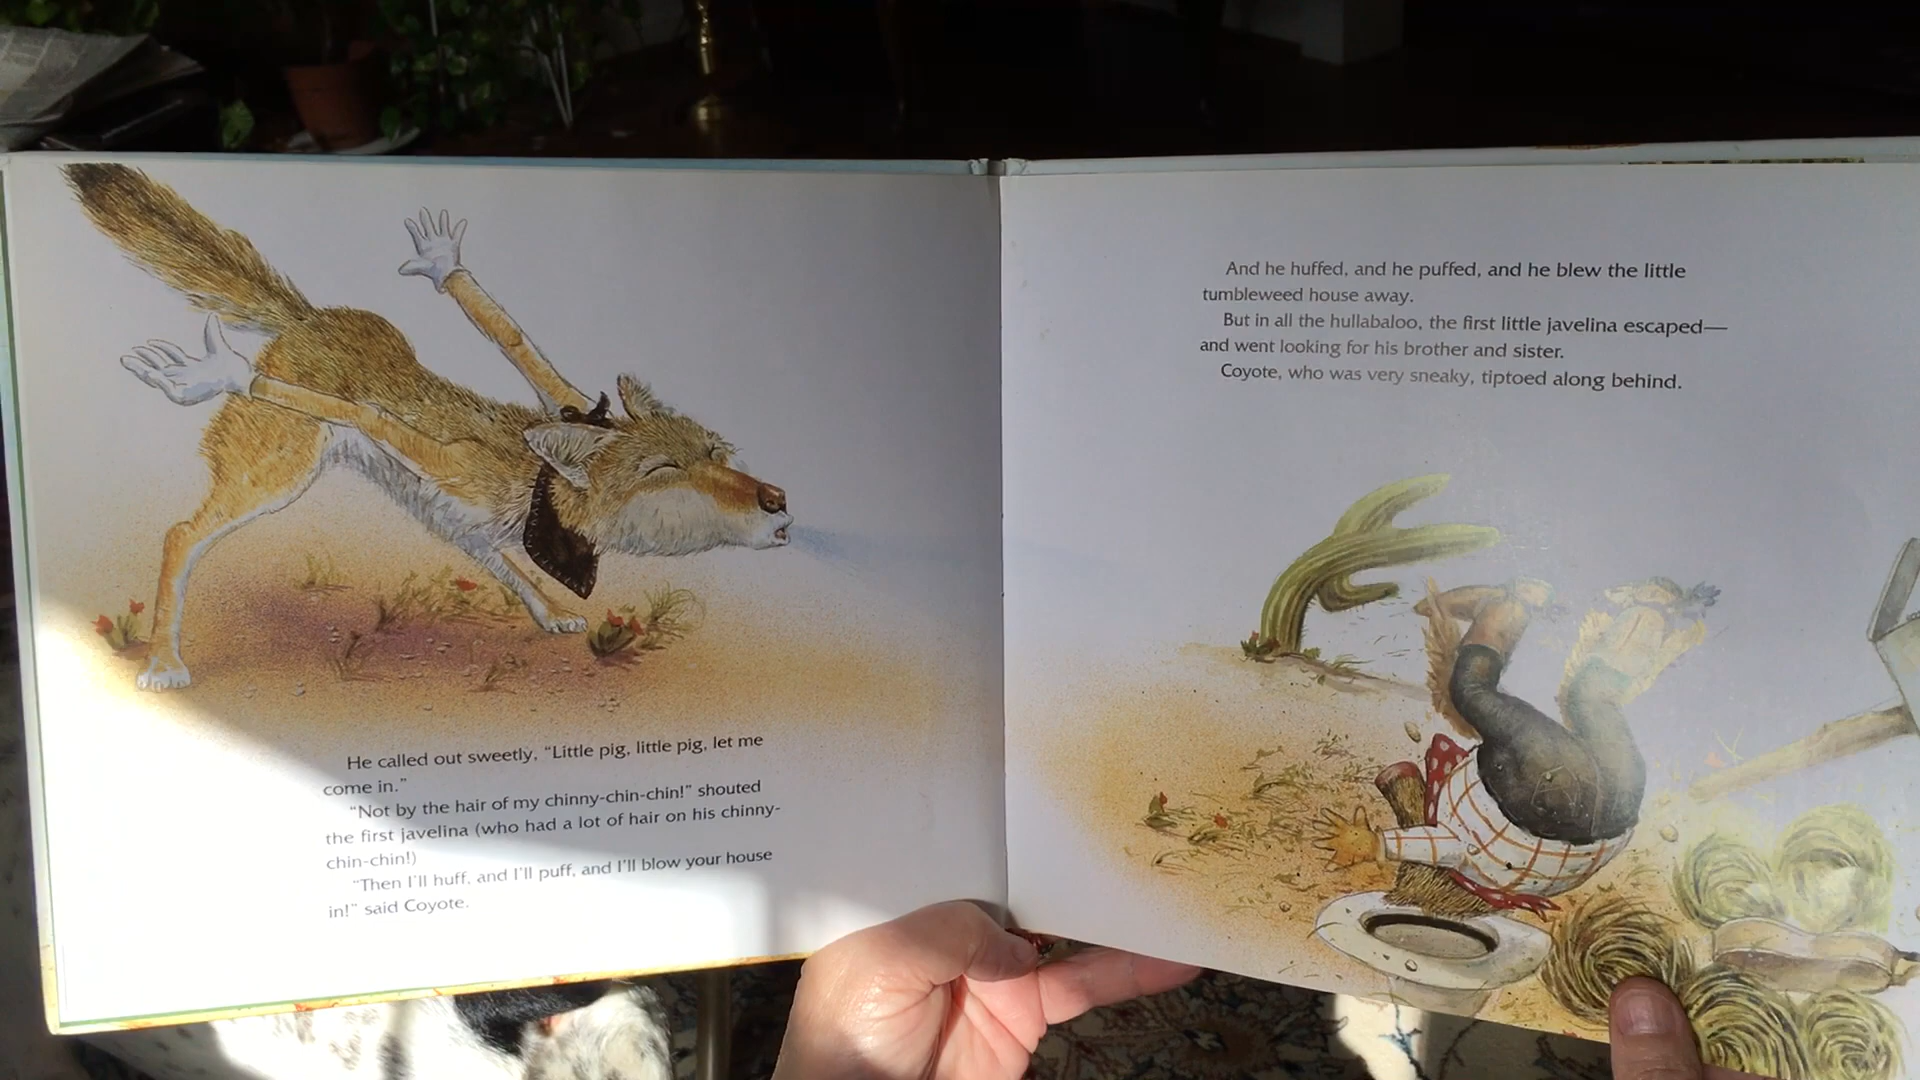 He called out sweetly, “Little pig, little pig, let me
come in.”
“Not by the hair of my chinny-chin-chin!” shouted
the first javelina (who had a lot of hair on his chinny-
chin-chin!)
“Then I'll huff, and I'll puff, and I'll blow your house
in!” said Coyote.
And he huffed, and he puffed, and he blew the little
tumbleweed house away.
But in all the hullabaloo, the first little javelina escaped—
and went looking for his brother and sister.
Coyote, who was very sneaky, tiptoed along behind.